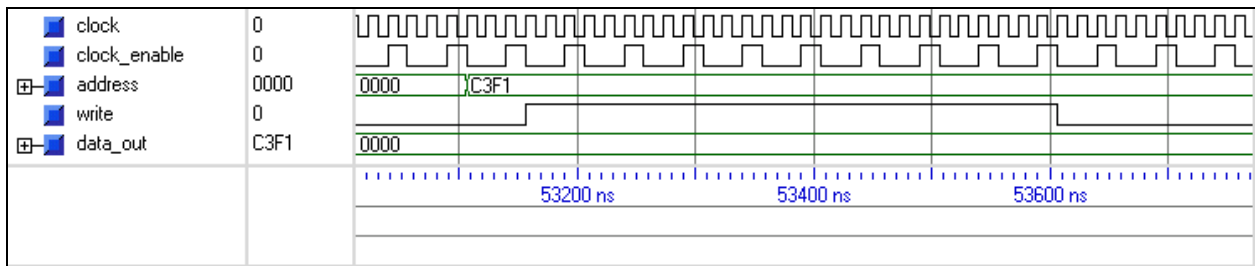 clock 0
clock_enable 0
address 0000 0000 C3F1
write 0
data_out C3F1 0000
53200 ns 53400 ns 53600 ns